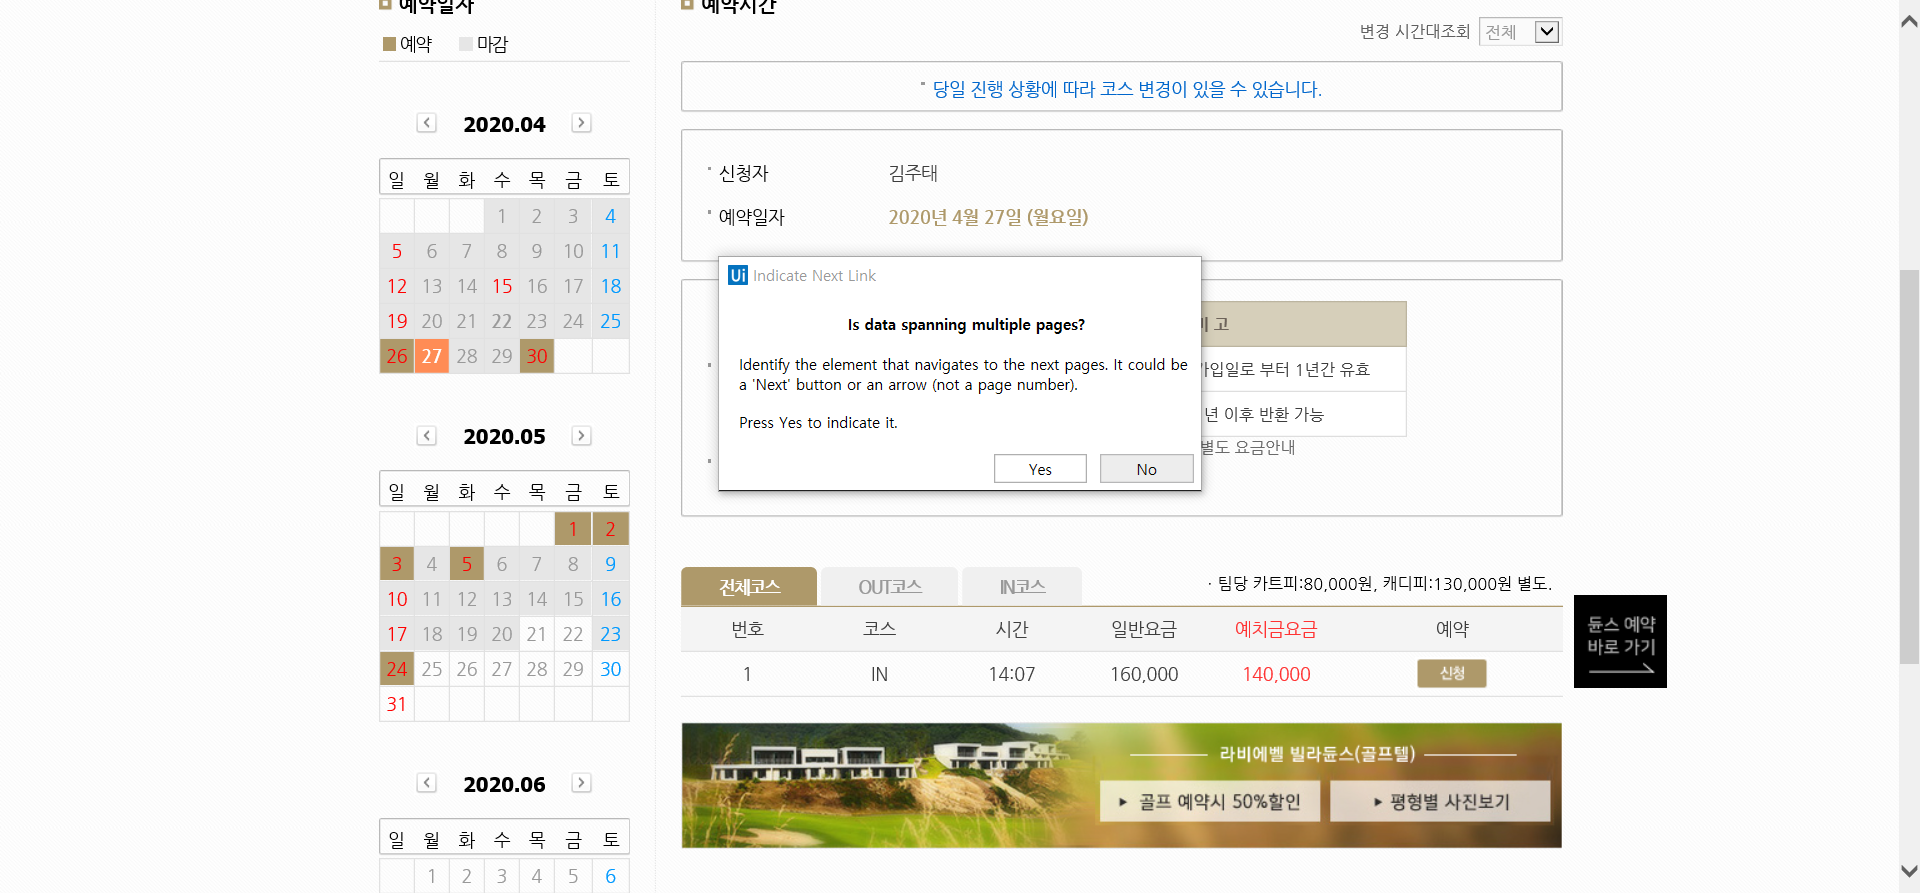 예약일자
예약 마감
2020.04
일 월 화 수 목 금 토
1 2 3 4
5 6 7 8 9 10 11
12 13 14 15 16 17 18
19 20 21 22 23 24 25
26 27 28 29 30
2020.05
일 월 화 수 목 금 토
1 2
3 4 5 6 7 8 9
10 11 12 13 14 15 16
17 18 19 20 21 22 23
24 25 26 27 28 29 30
31
2020.06
일 월 화 수 목 금 토
1 2 3 4 5 6
예약시간
변경 시간대조회 전체
당일 진행 상황에 따라 코스 변경이 있을 수 있습니다.
신청자 김주태
예약일자 2020년 4월 27일 (월요일)
Ui Indicate Next Link
Is data spanning multiple pages?
Identify the element that navigates to the next pages. It could be
a 'Next' button or an arrow (not a page number).
Press Yes to indicate it.
Yes No
고
부터 1년간 유효
년 이후 반환 가능
별도 요금안내
전체코스 OUT코스 IN코스
· 팀당 카트피:80,000원, 캐디피:130,000원 별도.
번호 코스 시간 일반요금 예치금요금 예약
1 IN 14:07 160,000 140,000 신청
라비에벨 빌라듄스(골프텔)
골프 예약시 50%할인 평형별 사진보기
듄스 예약
바로 가기